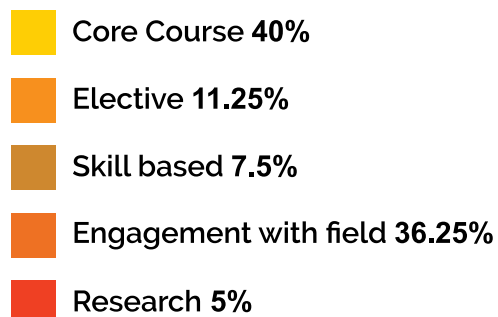 Core Course 40%
Elective 11.25%
Skill based 7.5%
Engagement with field 36.25%
Research 5%